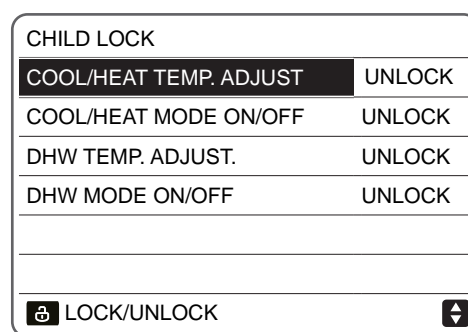 CHILD LOCK
COOL/HEAT TEMP. ADJUST UNLOCK
COOL/HEAT MODE ON/OFF UNLOCK
DHW TEMP. ADJUST. UNLOCK
DHW MODE ON/OFF UNLOCK
LOCK/UNLOCK